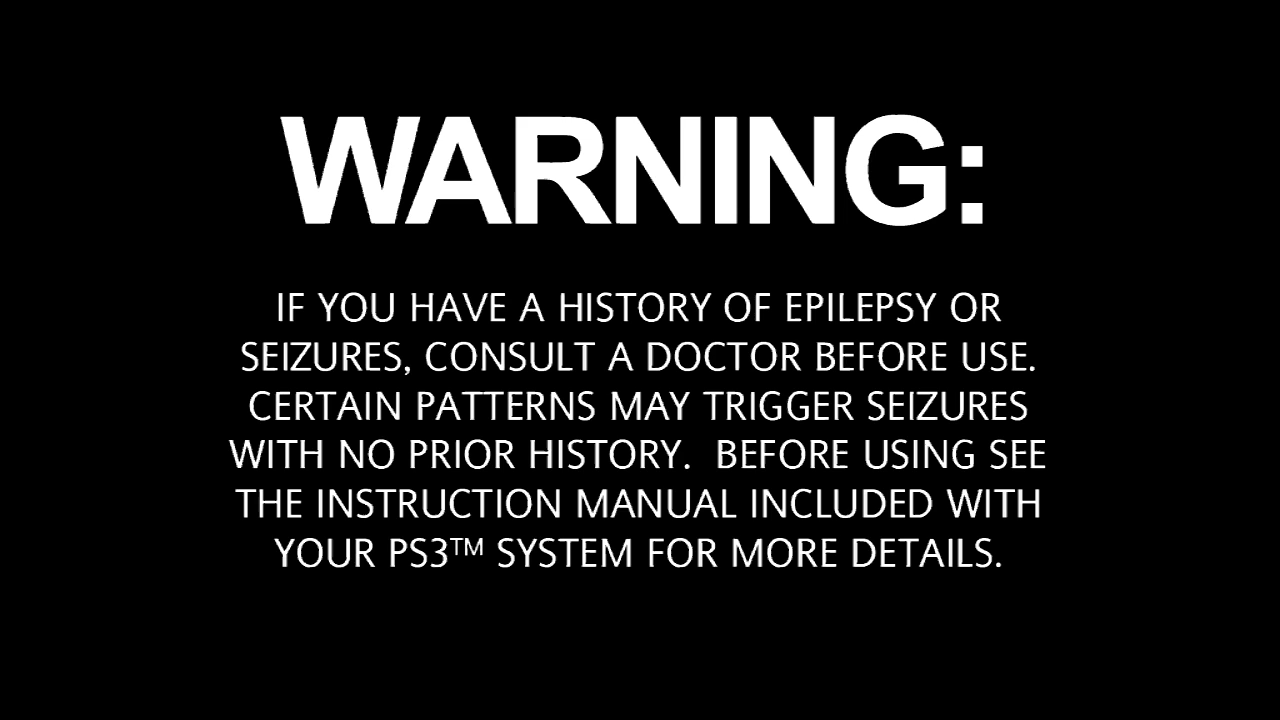 WARNING:
IF YOU HAVE A HISTORY OF EPILEPSY OR
SEIZURES, CONSULT A DOCTOR BEFORE USE.
CERTAIN PATTERNS MAY TRIGGER SEIZURES
WITH NO PRIOR HISTORY.  BEFORE USING SEE
THE INSTRUCTION MANUAL INCLUDED WITH
YOUR PS3™ SYSTEM FOR MORE DETAILS.